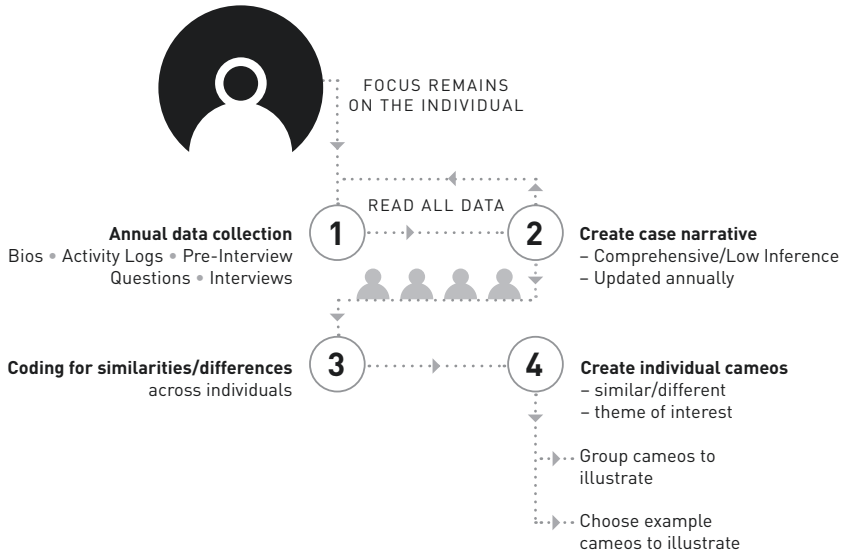 FOCUS REMAINS
ON THE INDIVIDUAL
READ ALL DATA
1
Annual data collection
Bios • Activity Logs • Pre-Interview
Questions • Interviews
2
Create case narrative
– Comprehensive/Low Inference
– Updated annually
3
Coding for similarities/differences
across individuals
4
Create individual cameos
– similar/different
– theme of interest
Group cameos to
illustrate
Choose example
cameos to illustrate